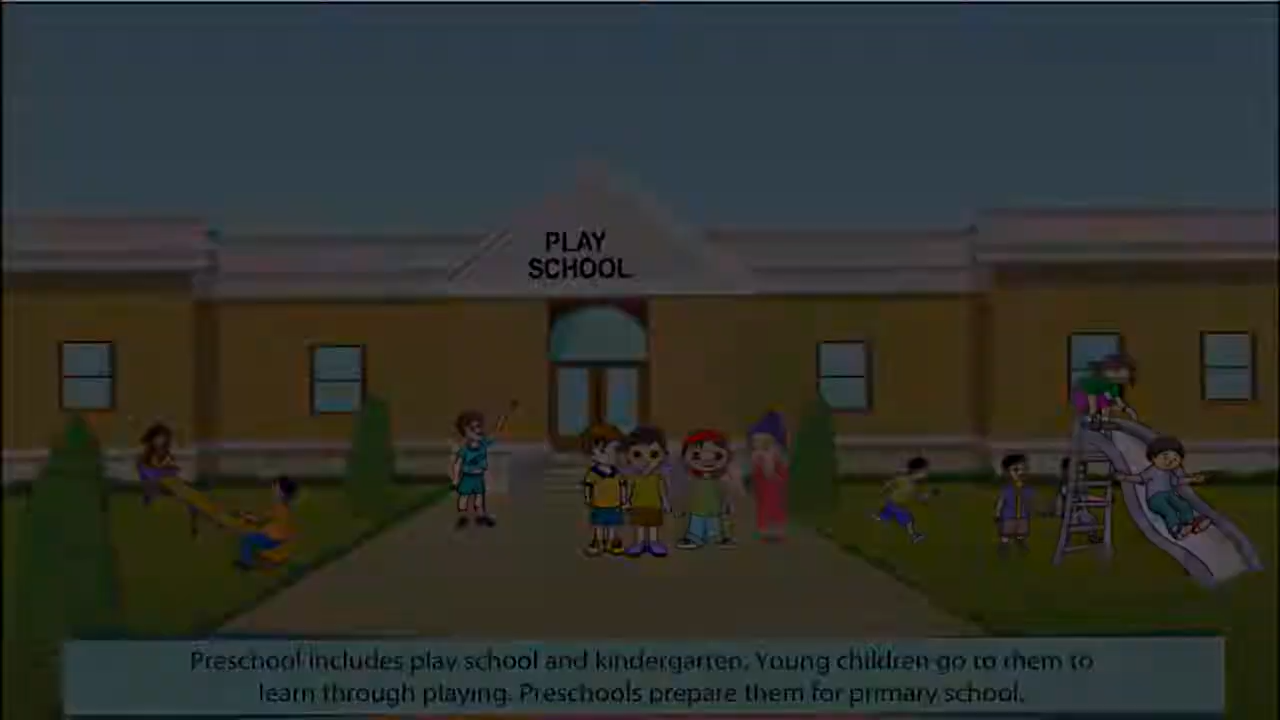 PLAY
SCHOOL
Preschool includes play school and kindergarten. Young children go to them to
learn through playing. Preschools prepare them for primary school.